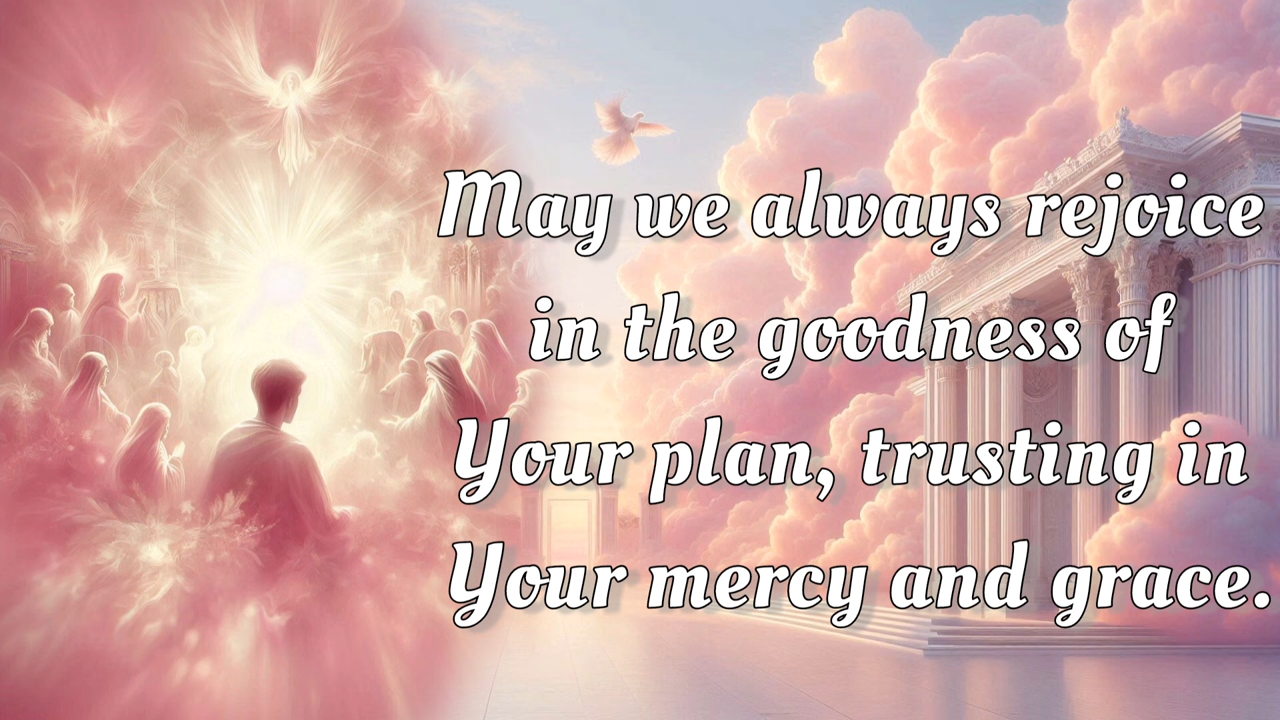 May we always rejoice
in the goodness of
Your plan, trusting in
Your mercy and grace.